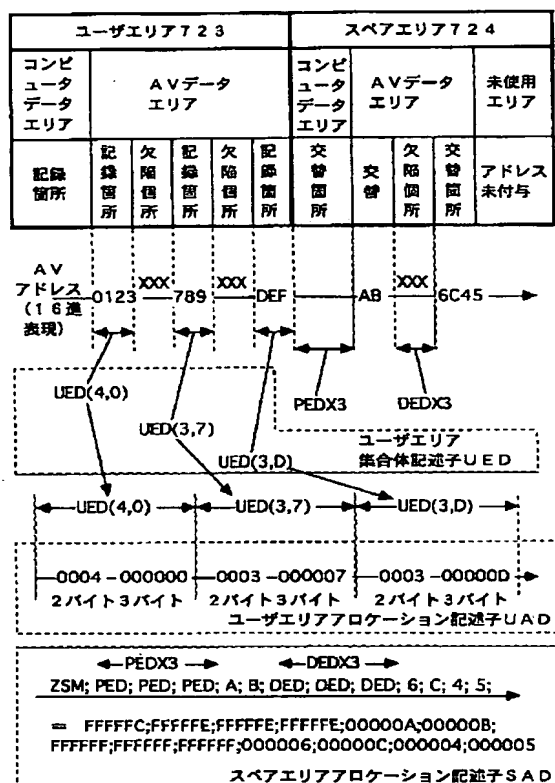 ユーザエリア723
スペアエリア724
コンピュータデータエリア
AVデータエリア
コンピュータデータエリア
AVデータエリア
未使用エリア
記録箇所
記録箇所
欠陥個所
記録箇所
欠陥個所
記録箇所
交替箇所
交替
欠陥個所
交替箇所
アドレス未付与
AVアドレス(16進表現)
0123
XXX
789
XXX
DEF
AB
XXX
6C45
UED(4,0)
UED(3,7)
UED(3,D)
PEDX3
DEDX3
ユーザエリア
集合体記述子UED
UED(4,0)
UED(3,7)
UED(3,D)
0004-000000
0003-000007
0003-00000D
2バイト3バイト
2バイト3バイト
2バイト3バイト
ユーザエリアアロケーション記述子UAD
PEDX3
DEDX3
ZSM; PED; PED; PED; A; B; DED; DED; DED; 6; C; 4; 5;
= FFFFFC;FFFFFE;FFFFFE;FFFFFE;00000A;00000B;
FFFFFF;FFFFFF;FFFFFF;000006;00000C;000004;000005
スペアエリアアロケーション記述子SAD